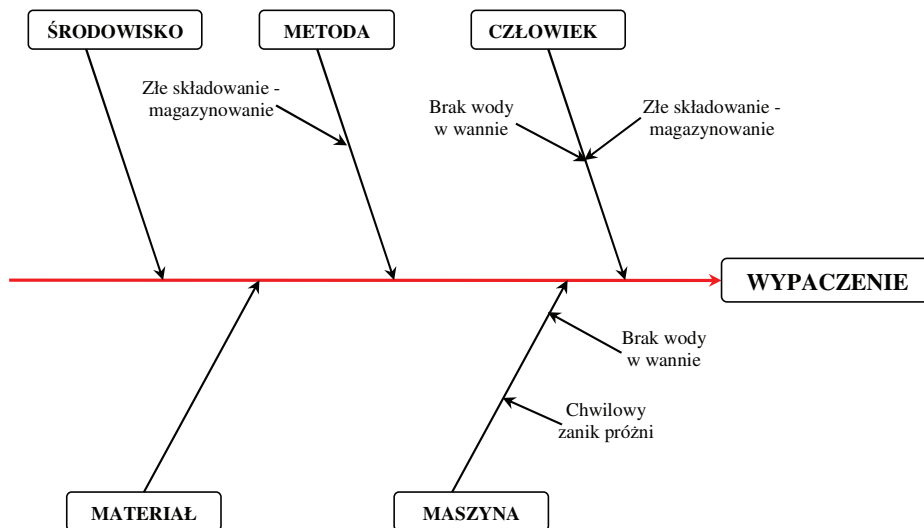 ŚRODOWISKO
METODA
CZŁOWIEK
Złe składowanie -
magazynowanie
Brak wody
w wannie
Złe składowanie -
magazynowanie
WYPACZENIE
Brak wody
w wannie
Chwilowy
zanik próżni
MATERIAŁ
MASZYNA